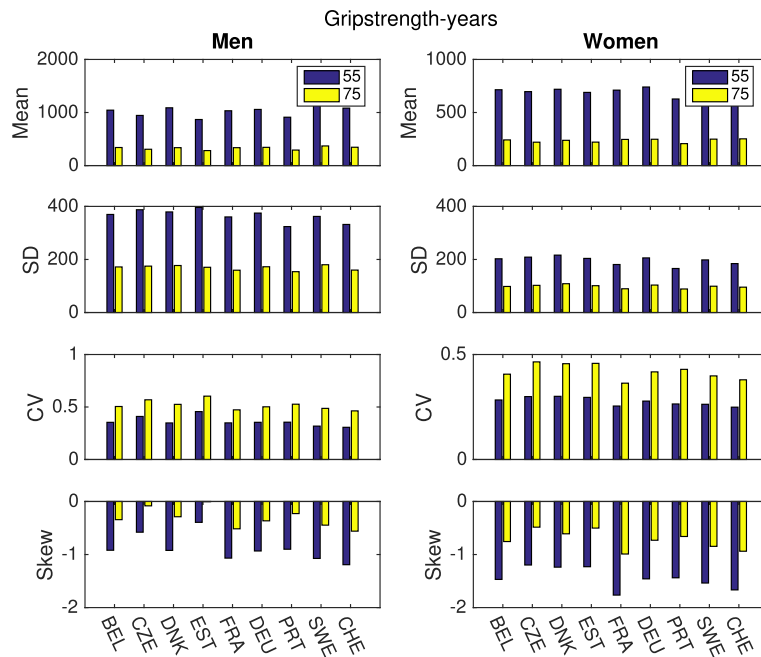 Gripstrength-years
Men
Women
2000
1000
0
Mean
55
75
1000
500
0
Mean
55
75
400
200
0
SD
400
200
0
SD
1
0.5
0
CV
0.5
0
CV
0
-1
-2
Skew
BEL CZE DNK EST FRA DEU PRT SWE CHE
0
-1
-2
Skew
BEL CZE DNK EST FRA DEU PRT SWE CHE